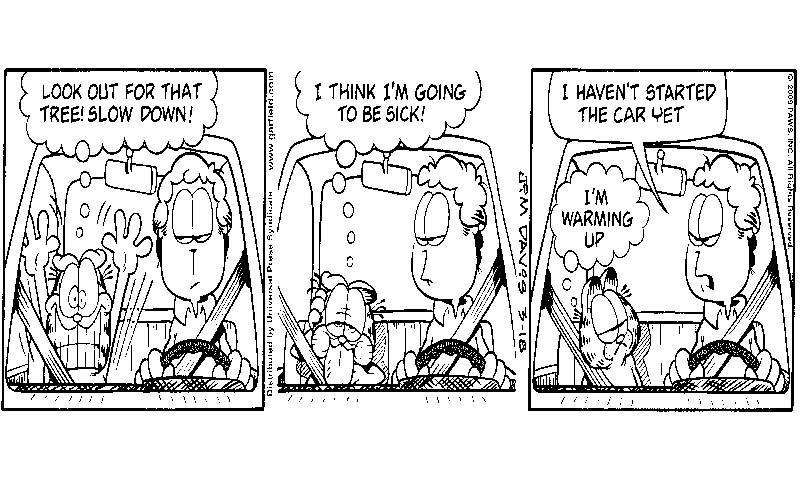 LOOK OUT FOR THAT
TREE! SLOW DOWN!
www.garfield.com
Distributed by Universal Press Syndicate
I THINK I'M GOING
TO BE SICK!
JIM DAVIS 3-18
I HAVEN'T STARTED
THE CAR YET
I'M
WARMING
UP
© 2009 PAWS, INC. All Rights Reserved.